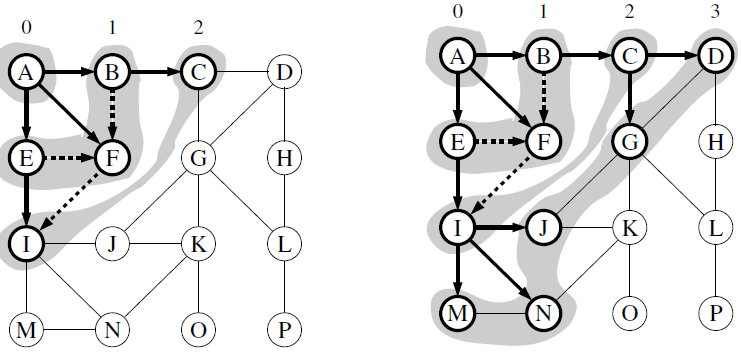 0 1 2
A B C D
E F G H
I J K L
M N O P
0 1 2 3
A B C D
E F G H
I J K L
M N O P